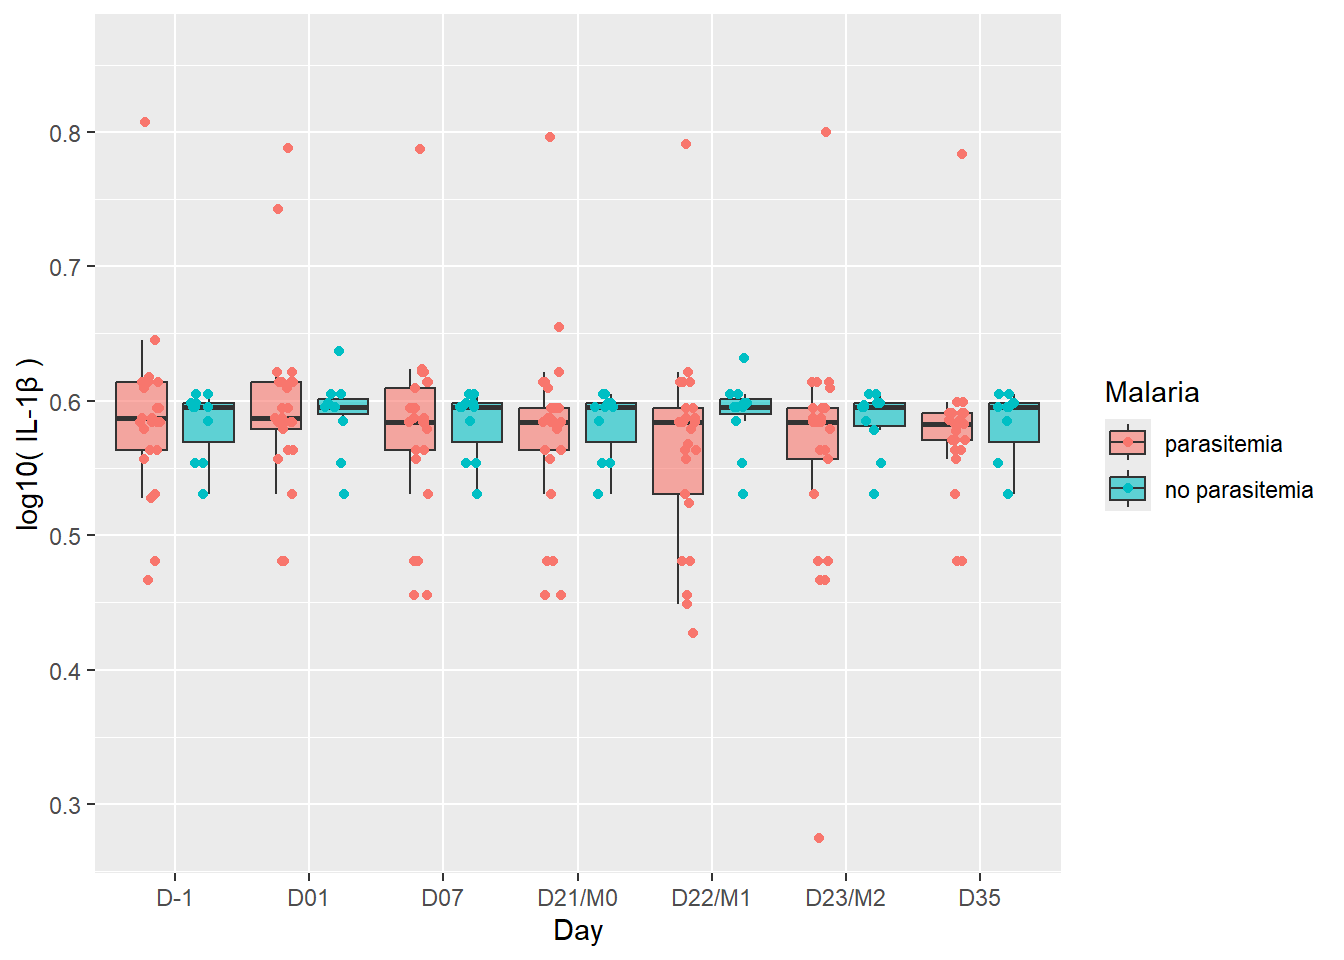 log10( IL-1β )
0.8
0.7
0.6
0.5
0.4
0.3
D-1
D01
D07
D21/M0
D22/M1
D23/M2
D35
Day
Malaria
parasitemia
no parasitemia